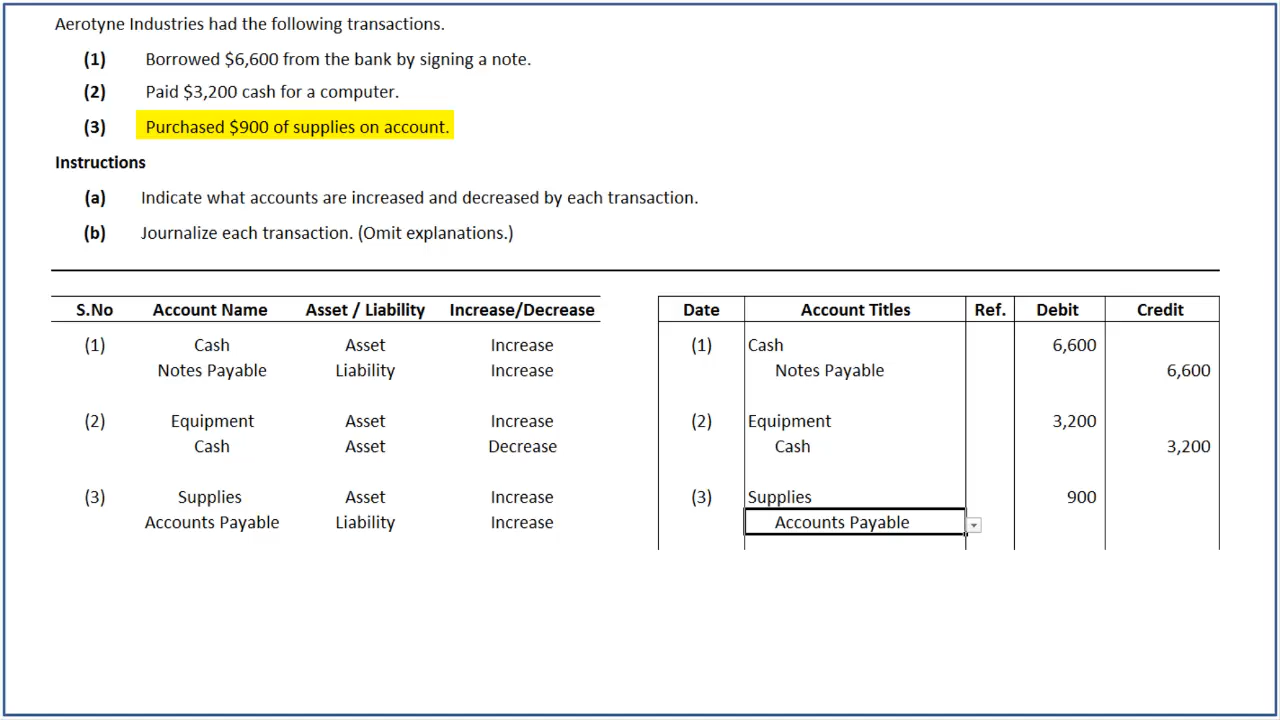 Aerotyne Industries had the following transactions.
(1) Borrowed $6,600 from the bank by signing a note.
(2) Paid $3,200 cash for a computer.
(3) Purchased $900 of supplies on account.
Instructions
(a) Indicate what accounts are increased and decreased by each transaction.
(b) Journalize each transaction. (Omit explanations.)
S.No Account Name Asset / Liability Increase/Decrease
(1) Cash Asset Increase
Notes Payable Liability Increase
(2) Equipment Asset Increase
Cash Asset Decrease
(3) Supplies Asset Increase
Accounts Payable Liability Increase
Date Account Titles Ref. Debit Credit
(1) Cash 6,600
Notes Payable 6,600
(2) Equipment 3,200
Cash 3,200
(3) Supplies 900
Accounts Payable